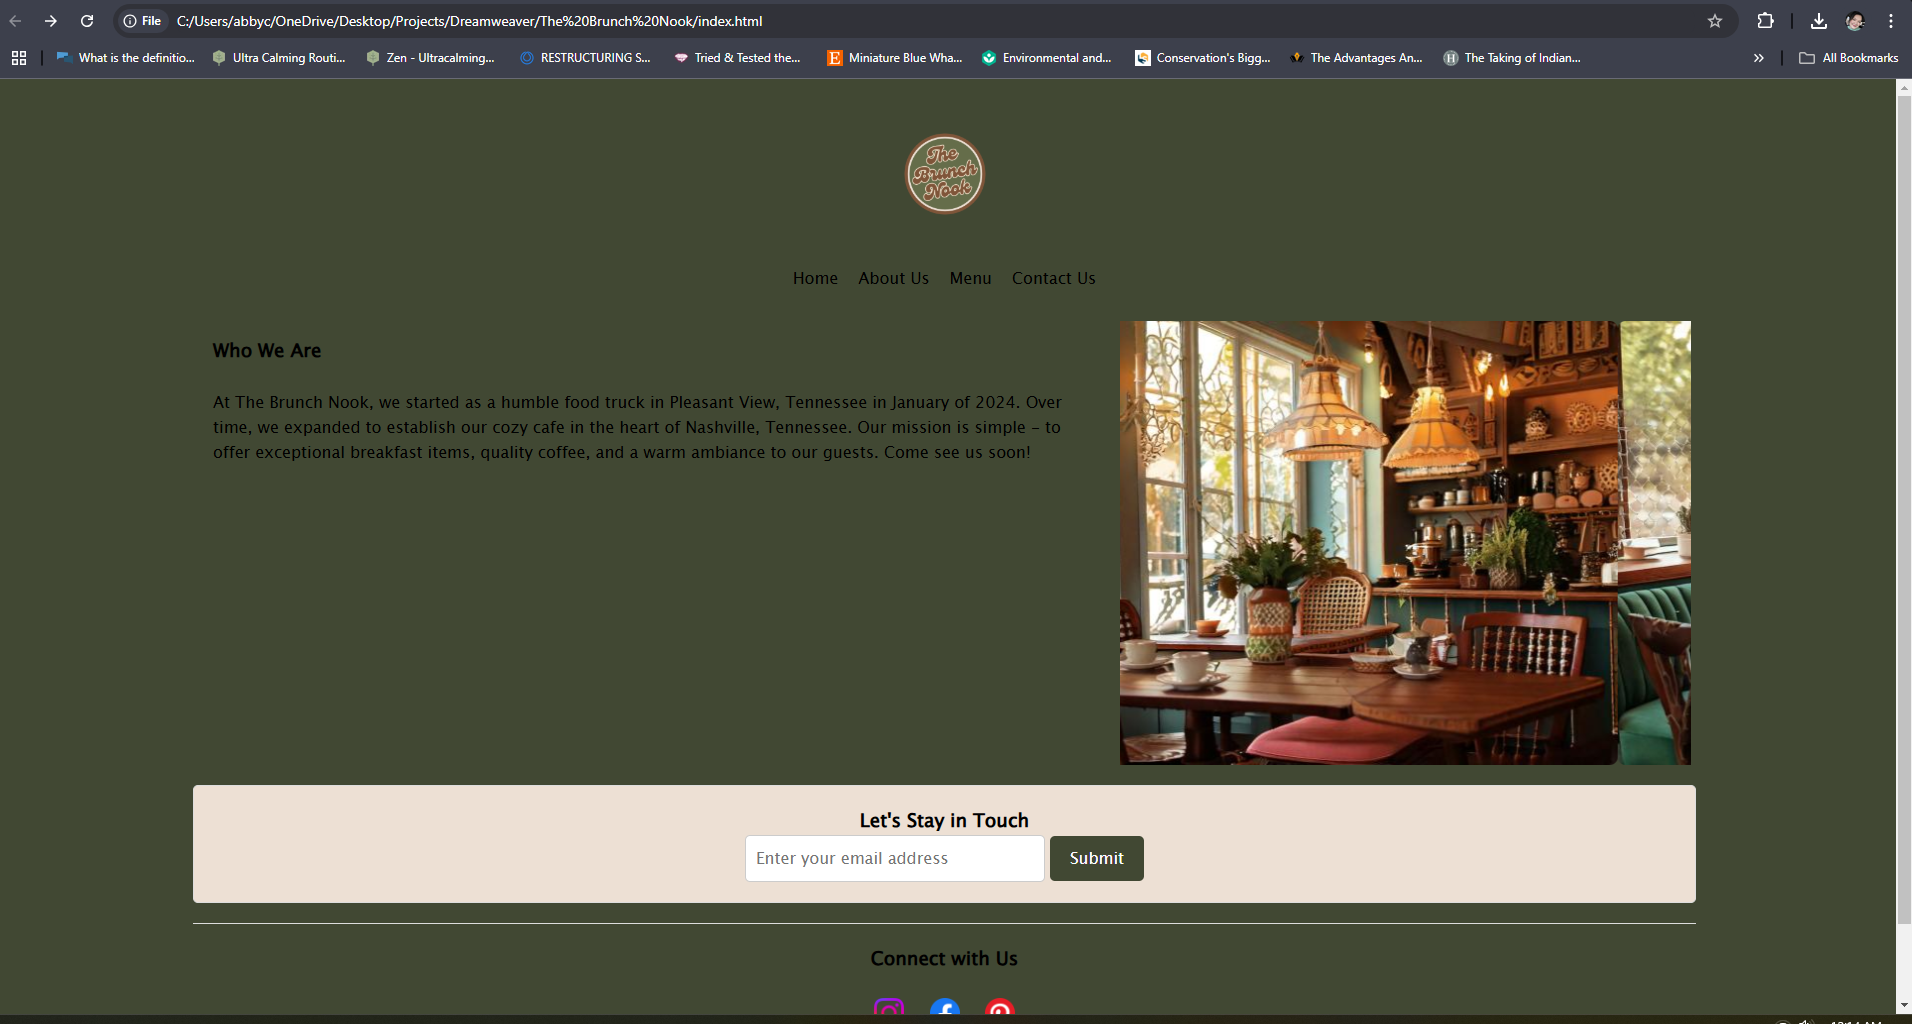 File C:/Users/abbyc/OneDrive/Desktop/Projects/Dreamweaver/The%20Brunch%20Nook/index.html
What is the definitio... Ultra Calming Routi... Zen - Ultracalming... RESTRUCTURING S... Tried & Tested the... Miniature Blue Wha... Environmental and... Conservation's Bigg... The Advantages An... The Taking of Indian... All Bookmarks
The
Brunch
Nook
Home About Us Menu Contact Us
Who We Are
At The Brunch Nook, we started as a humble food truck in Pleasant View, Tennessee in January of 2024. Over
time, we expanded to establish our cozy cafe in the heart of Nashville, Tennessee. Our mission is simple – to
offer exceptional breakfast items, quality coffee, and a warm ambiance to our guests. Come see us soon!
Let's Stay in Touch
Enter your email address Submit
Connect with Us